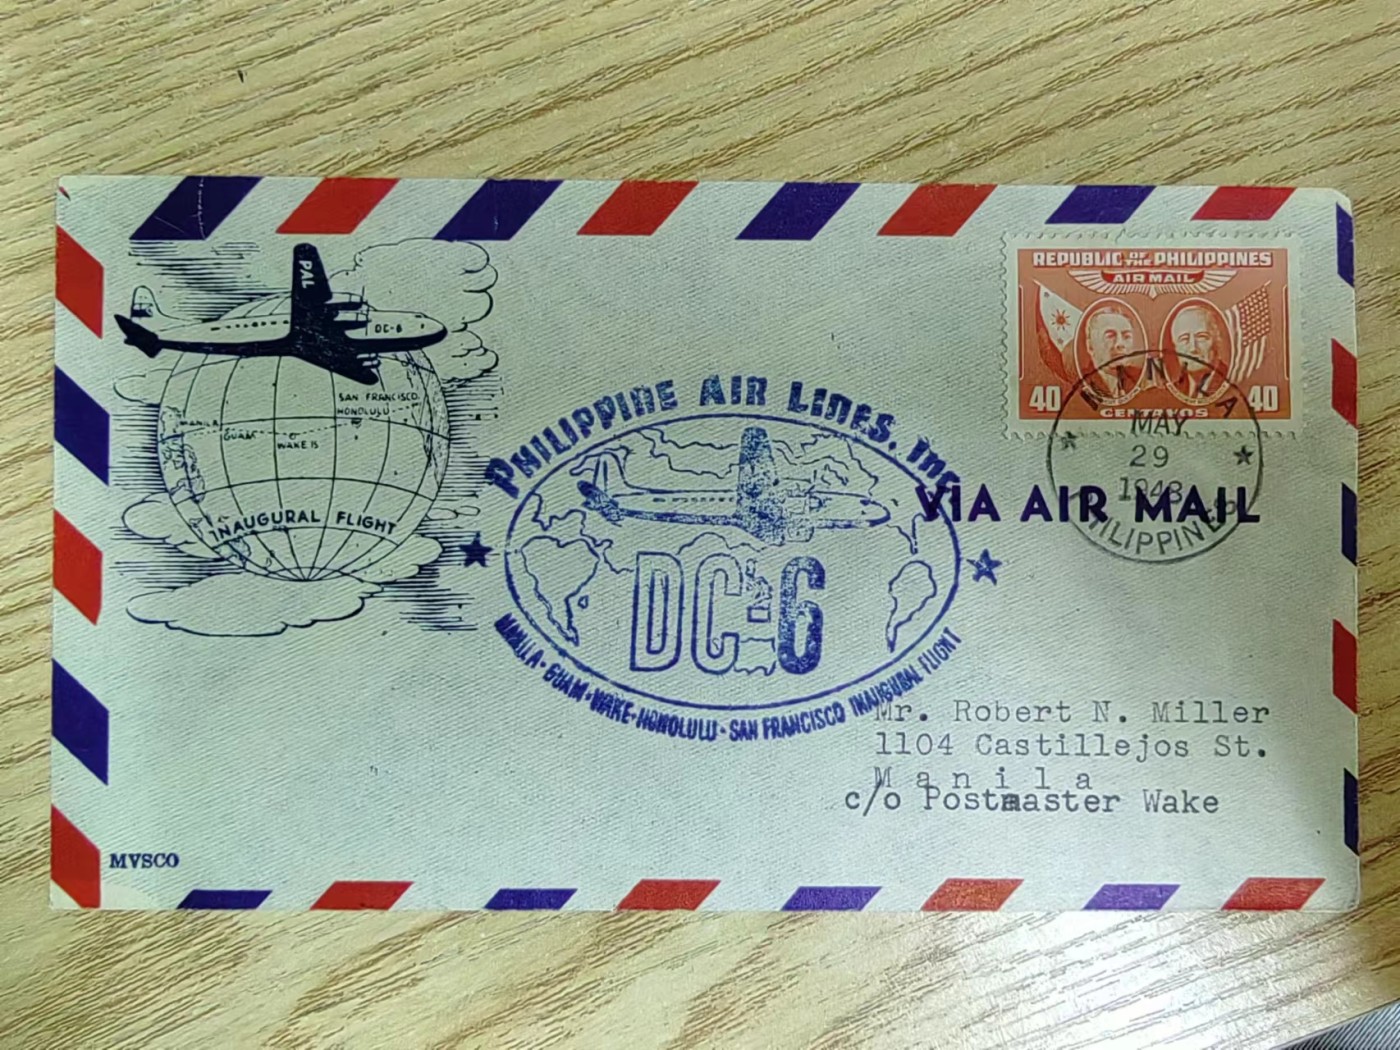 PAL
DC-6
SAN FRANCISCO
HONOLULU
MANILA
GUAM
WAKE IS
INAUGURAL FLIGHT
PHILIPPINE AIR LINES, Inc.
DC-6
MANILA · GUAM · WAKE · HONOLULU · SAN FRANCISCO INAUGURAL FLIGHT
REPUBLIC OF THE PHILIPPINES
AIR MAIL
40 CENTAVOS 40
MANILA
MAY
29
1948
PHILIPPINES
VIA AIR MAIL
Mr. Robert N. Miller
1104 Castillejos St.
Manila
c/o Postmaster Wake
MVSCO